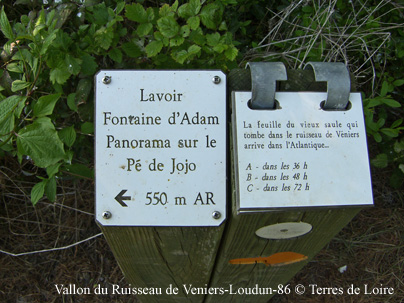 Lavoir
Fontaine d'Adam
Panorama sur le
Pé de Jojo
550 m AR
La feuille du vieux saule qui
tombe dans le ruisseau de Véniers
arrive dans l'Atlantique...
A - dans les 36 h
B - dans les 48 h
C - dans les 72 h
Vallon du Ruisseau de Veniers-Loudun-86 © Terres de Loire